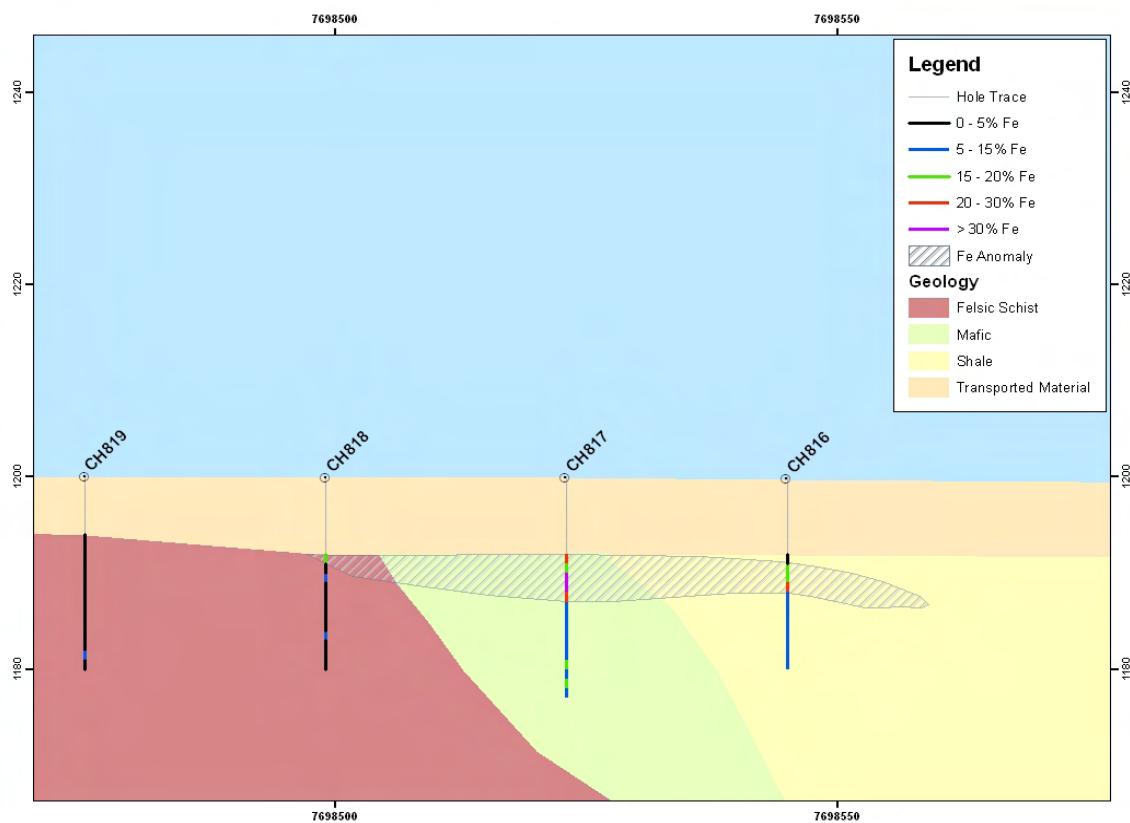 7698500
7698550
1240
1240
Legend
Hole Trace
0 - 5% Fe
5 - 15% Fe
15 - 20% Fe
20 - 30% Fe
> 30% Fe
Fe Anomaly
Geology
Felsic Schist
Mafic
Shale
Transported Material
1220
1220
CH819
CH818
CH817
CH816
1200
1200
1180
1180
7698500
7698550